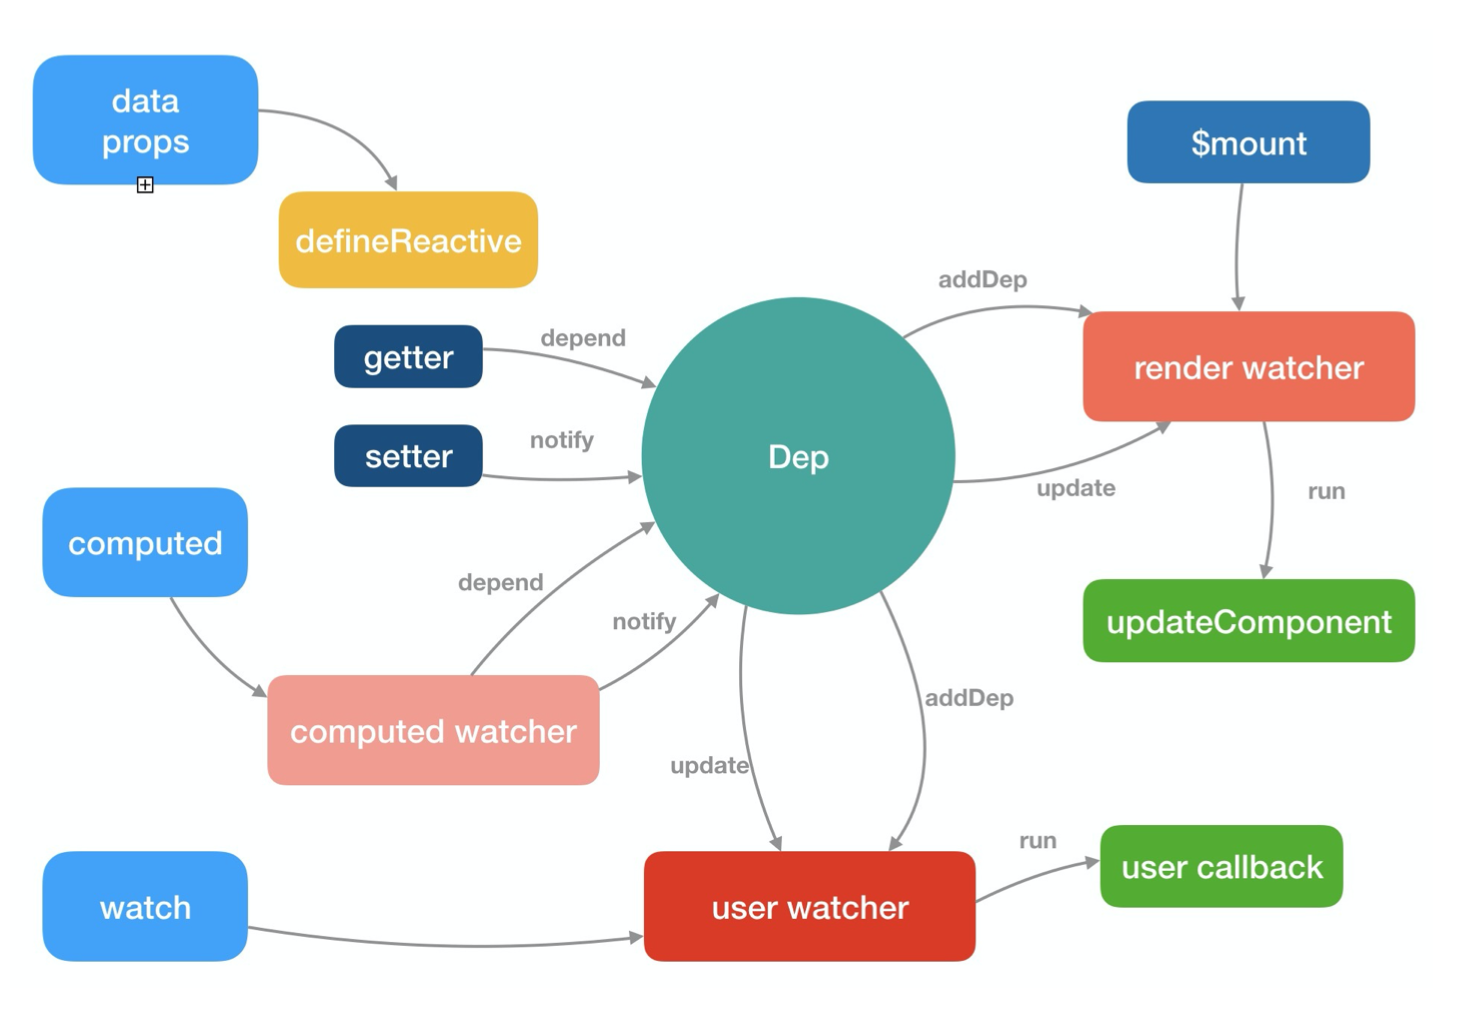 data
props
$mount
defineReactive
addDep
getter
depend
render watcher
setter
notify
Dep
update
run
computed
depend
notify
updateComponent
computed watcher
addDep
update
run
user callback
watch
user watcher